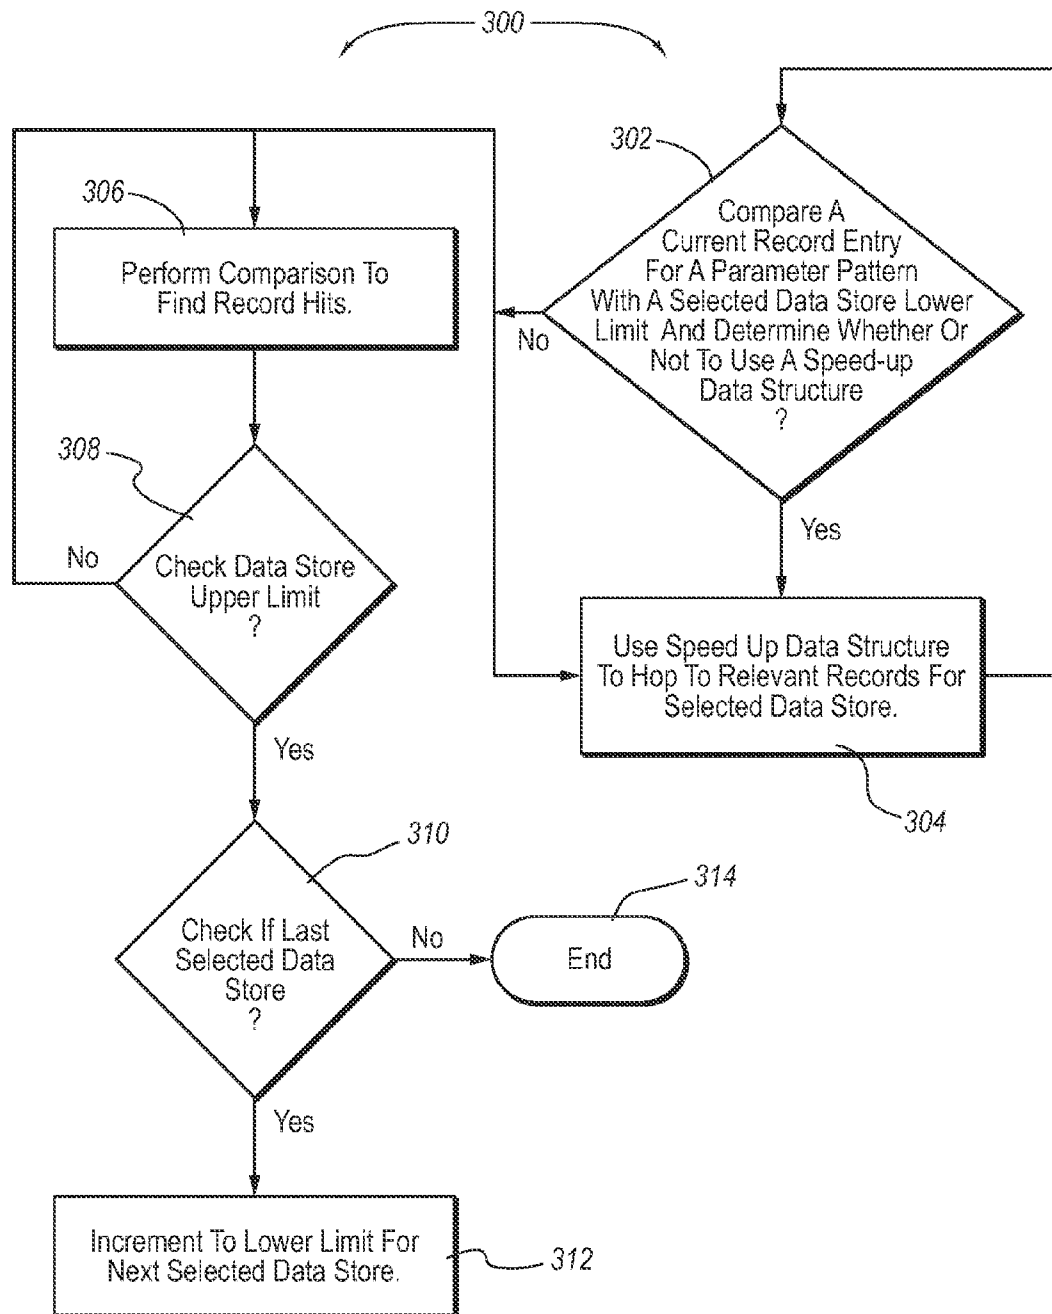 300
302
Compare A
Current Record Entry
For A Parameter Pattern
With A Selected Data Store Lower
Limit And Determine Whether Or
Not To Use A Speed-up
Data Structure
?
No
Yes
306
Perform Comparison To
Find Record Hits.
308
No
Check Data Store
Upper Limit
?
Yes
Use Speed Up Data Structure
To Hop To Relevant Records For
Selected Data Store.
304
310
Check If Last
Selected Data
Store
?
No
314
End
Yes
Increment To Lower Limit For
Next Selected Data Store.
312